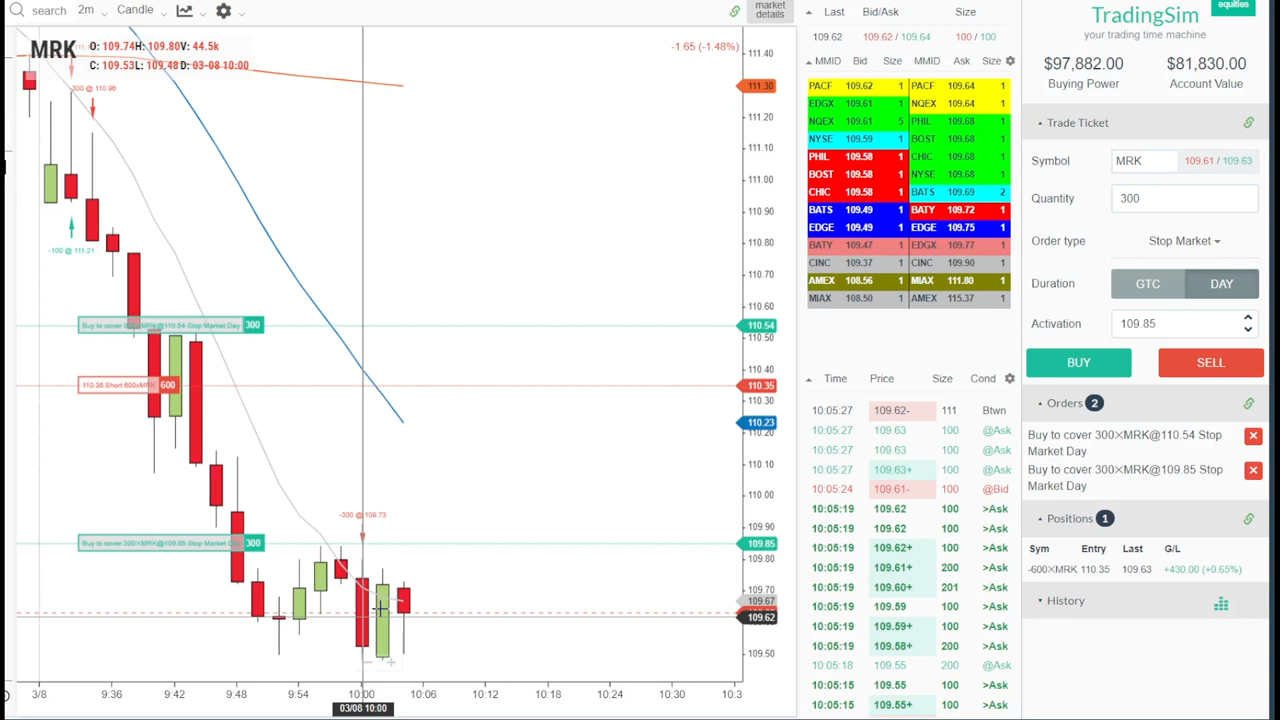 search 2m Candle
market
details
MRK O: 109.74H: 109.80V: 44.5k
C: 109.53L: 109.48D: 03-08 10:00
-1.65 (-1.48%)
-300 @ 110.96
-100 @ 111.21
Buy to cover 300×MRK@110.54 Stop Market Day 300
110.35 Short 600xMRK 600
Buy to cover 300×MRK@109.85 Stop Market Day 300
-300 @ 109.73
111.40
111.30
111.20
111.10
111.00
110.90
110.80
110.70
110.60
110.54
110.50
110.40
110.35
110.30
110.23
110.20
110.10
110.00
109.90
109.85
109.80
109.70
109.67
109.62
109.50
3/8 9:36 9:42 9:48 9:54 10:00 10:06 10:12 10:18 10:24 10:30 10:3
03/08 10:00
Last Bid/Ask Size
109.62 109.62 / 109.64 100 / 100
MMID Bid Size MMID Ask Size
PACF 109.62 1 PACF 109.64 1
EDGX 109.61 1 NQEX 109.64 1
NQEX 109.61 5 PHIL 109.68 1
NYSE 109.59 1 BOST 109.68 1
PHIL 109.58 1 CHIC 109.68 1
BOST 109.58 1 NYSE 109.68 1
CHIC 109.58 1 BATS 109.69 2
BATS 109.49 1 BATY 109.72 1
EDGE 109.49 1 EDGE 109.75 1
BATY 109.47 1 EDGX 109.77 1
CINC 109.37 1 CINC 109.90 1
AMEX 108.56 1 MIAX 111.80 1
MIAX 108.50 1 AMEX 115.37 1
Time Price Size Cond
10:05:27 109.62- 111 Btwn
10:05:27 109.63 100 @Ask
10:05:27 109.63 100 @Ask
10:05:27 109.63+ 100 @Ask
10:05:24 109.61- 100 @Bid
10:05:19 109.62 100 >Ask
10:05:19 109.62 100 >Ask
10:05:19 109.62+ 100 >Ask
10:05:19 109.61+ 200 >Ask
10:05:19 109.60+ 201 >Ask
10:05:19 109.59 100 >Ask
10:05:19 109.59+ 100 >Ask
10:05:19 109.58+ 200 >Ask
10:05:18 109.55 200 @Ask
10:05:15 109.55 100 >Ask
10:05:15 109.55+ 100 >Ask
equities
TradingSim
your trading time machine
$97,882.00 $81,830.00
Buying Power Account Value
Trade Ticket
Symbol MRK 109.61 / 109.63
Quantity 300
Order type Stop Market
Duration GTC DAY
Activation 109.85
BUY SELL
Orders 2
Buy to cover 300×MRK@110.54 Stop
Market Day
Buy to cover 300×MRK@109.85 Stop
Market Day
Positions 1
Sym Entry Last G/L
-600×MRK 110.35 109.63 +430.00 (+0.65%)
History